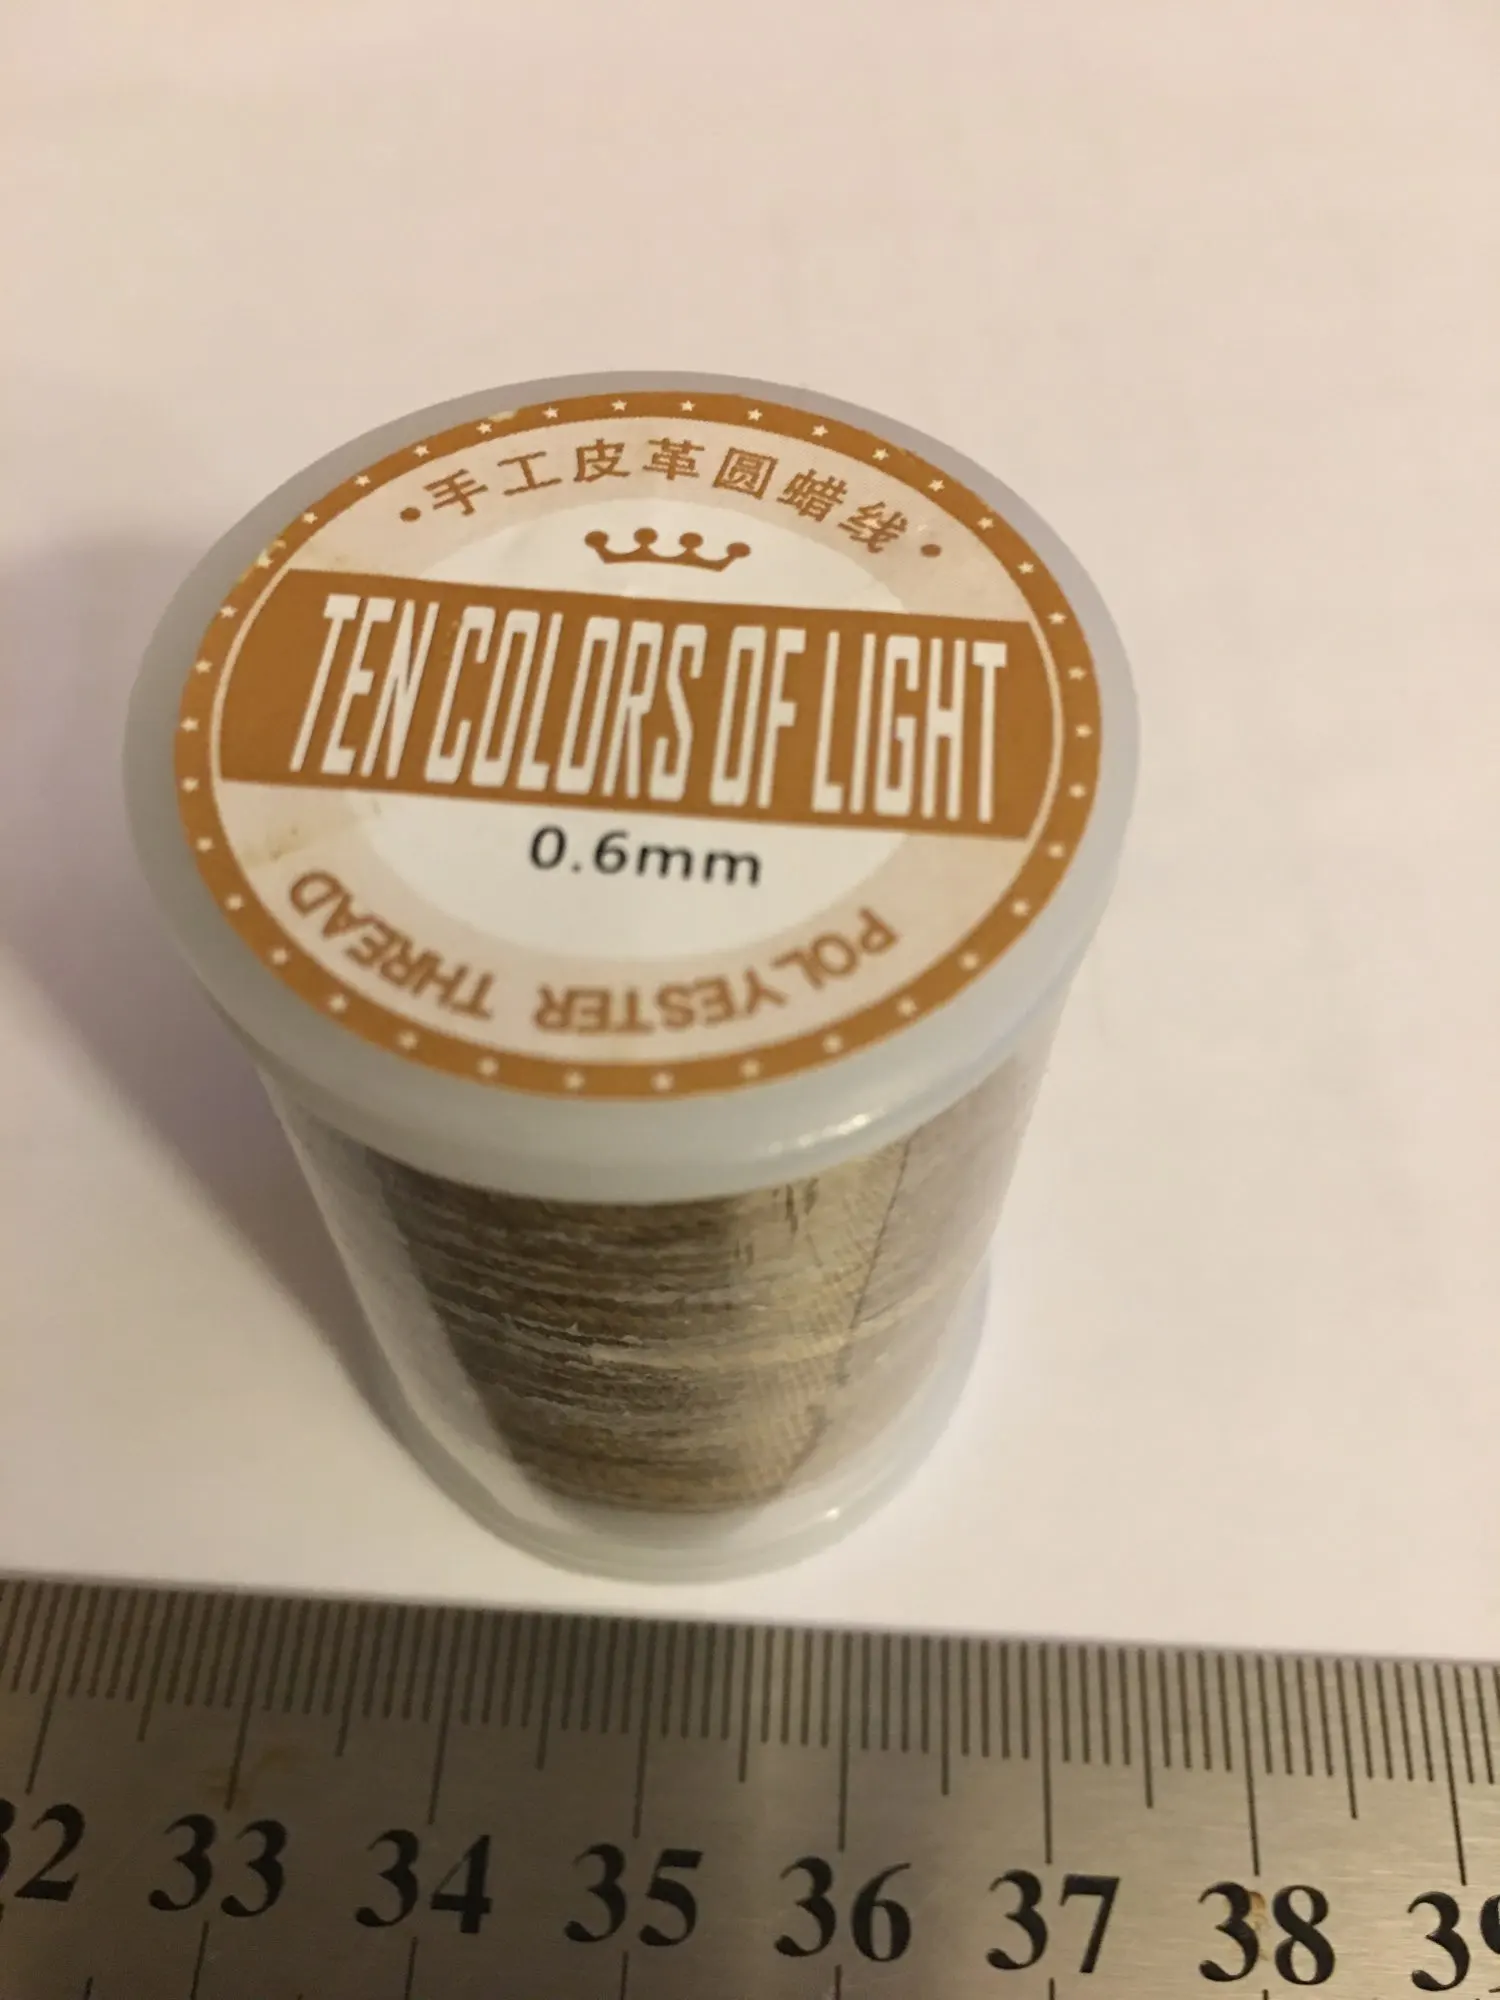 手工皮革圆蜡线
TEN COLORS OF LIGHT
0.6mm
POLYESTER THREAD
32 33 34 35 36 37 38 39